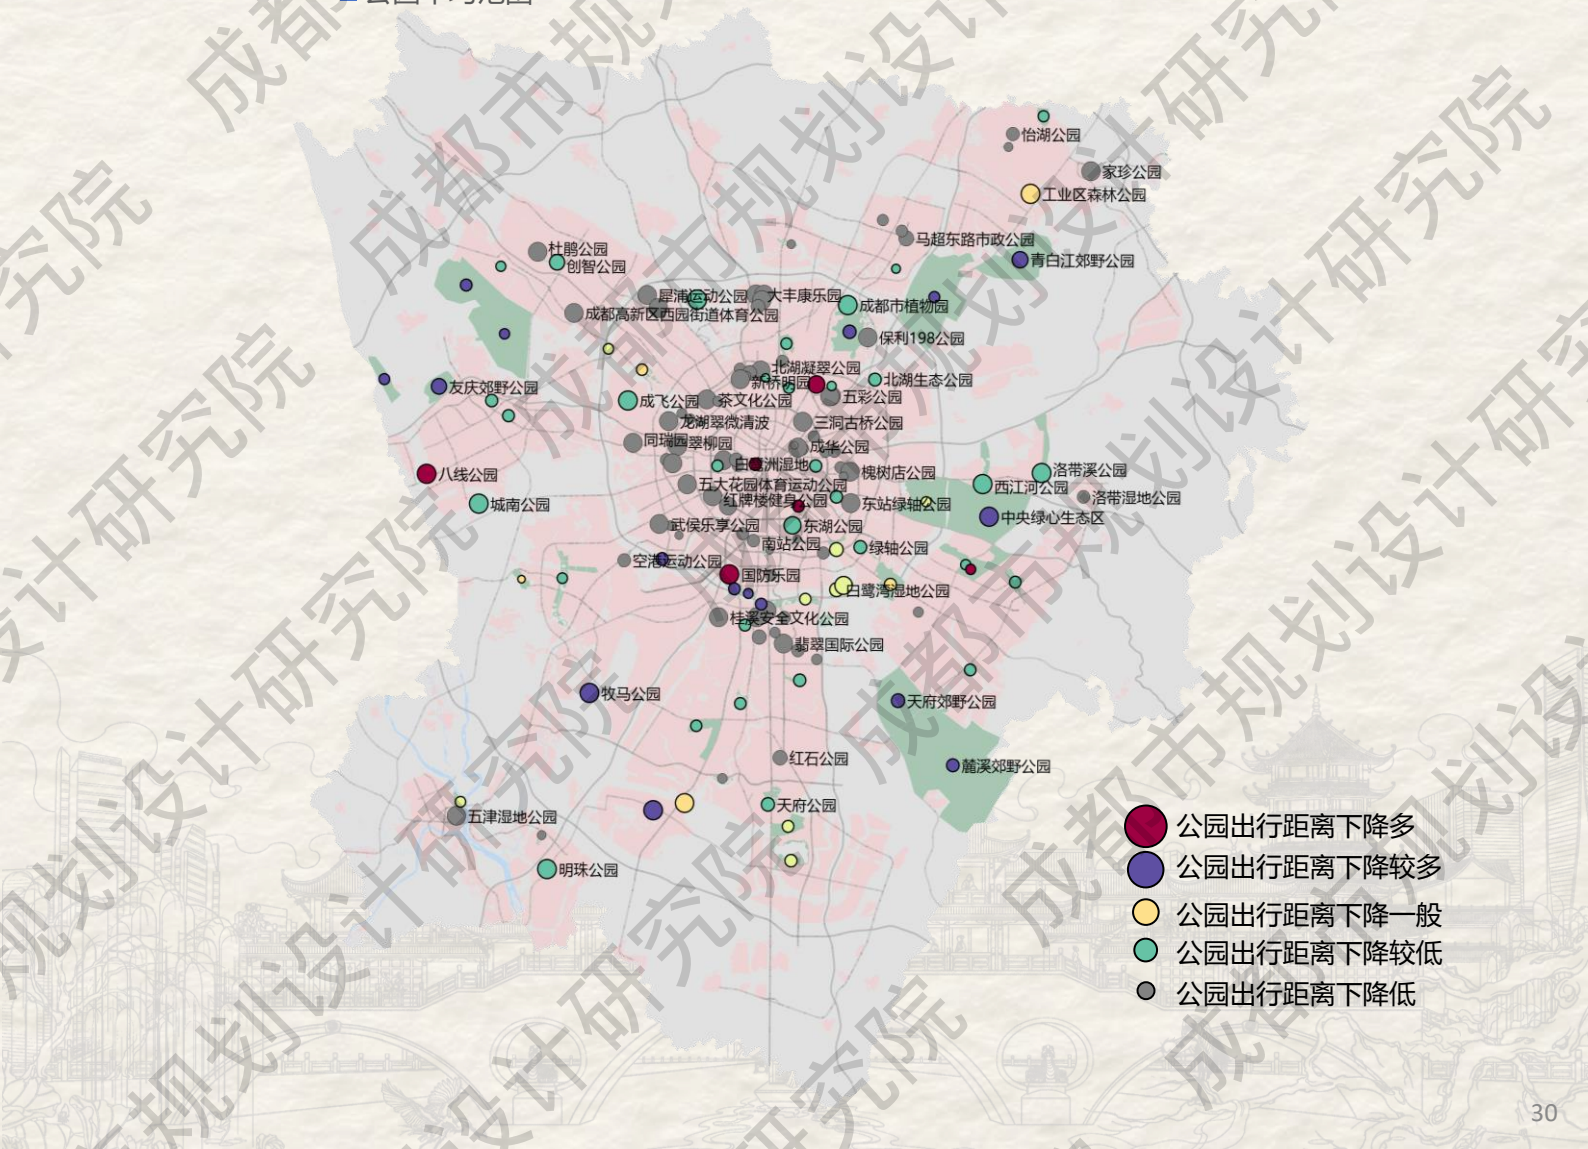 怡湖公园
家珍公园
工业区森林公园
马超东路市政公园
杜鹃公园
青白江郊野公园
创智公园
犀浦运动公园
大丰康乐园
成都市植物园
成都高新区西园街道体育公园
保利198公园
北湖凝翠公园
新桥明园
北湖生态公园
友庆郊野公园
成飞公园
茶文化公园
五彩公园
龙湖翠微清波
三洞古桥公园
同瑞园
翠柳园
成华公园
白鹭洲湿地
槐树店公园
洛带溪公园
八线公园
五大花园体育运动公园
西江河公园
洛带湿地公园
红牌楼健身公园
东站绿轴公园
城南公园
中央绿心生态区
武侯乐享公园
东湖公园
南站公园
绿轴公园
空港运动公园
国防乐园
白鹭湾湿地公园
桂溪安全文化公园
翡翠国际公园
牧马公园
天府郊野公园
红石公园
麓溪郊野公园
天府公园
五津湿地公园
明珠公园
公园出行距离下降多
公园出行距离下降较多
公园出行距离下降一般
公园出行距离下降较低
公园出行距离下降低
成都市规划设计研究院
30